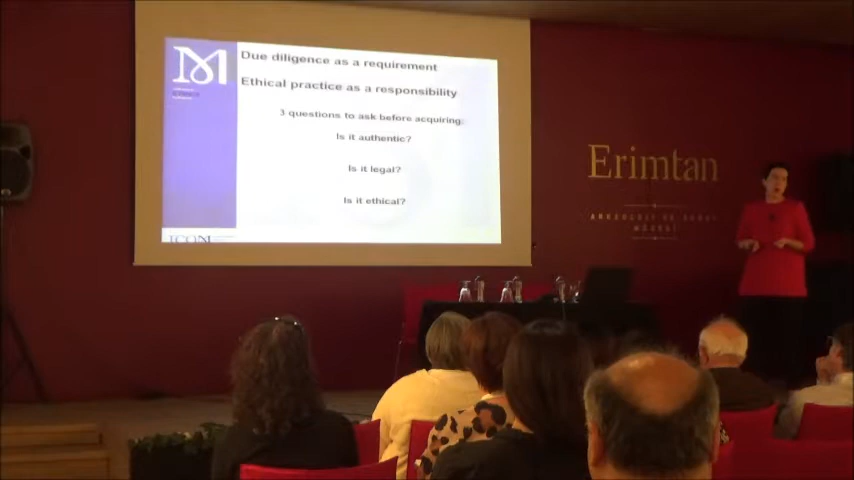 Due diligence as a requirement
Ethical practice as a responsibility
3 questions to ask before acquiring:
Is it authentic?
Is it legal?
Is it ethical?
ICOM
Erimtan